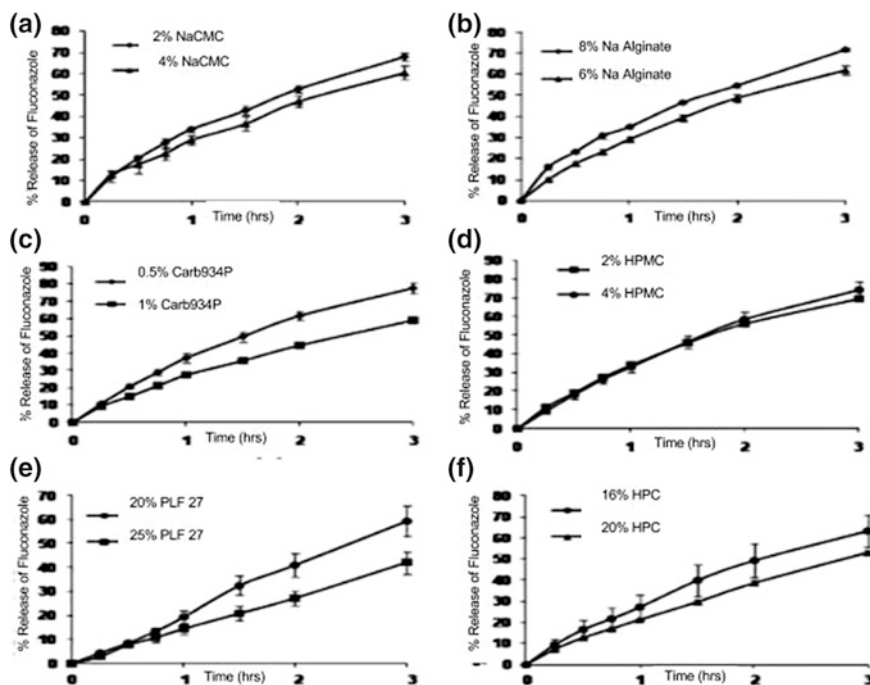 (a)
% Release of Fluconazole
80
70
60
50
40
30
20
10
0
2% NaCMC
4% NaCMC
0 1 2 3
Time (hrs)
(b)
% Release of Fluconazole
80
70
60
50
40
30
20
10
0
8% Na Alginate
6% Na Alginate
0 1 2 3
Time (hrs)
(c)
% Release of Fluconazole
90
80
70
60
50
40
30
20
10
0
0.5% Carb934P
1% Carb934P
0 1 2 3
Time (hrs)
(d)
% Release of Fluconazole
90
80
70
60
50
40
30
20
10
0
2% HPMC
4% HPMC
0 1 2 3
Time (hrs)
(e)
% Release of Fluconazole
70
60
50
40
30
20
10
0
20% PLF 27
25% PLF 27
0 1 2 3
Time (hrs)
(f)
% Release of Fluconazole
80
70
60
50
40
30
20
10
0
16% HPC
20% HPC
0 1 2 3
Time (hrs)